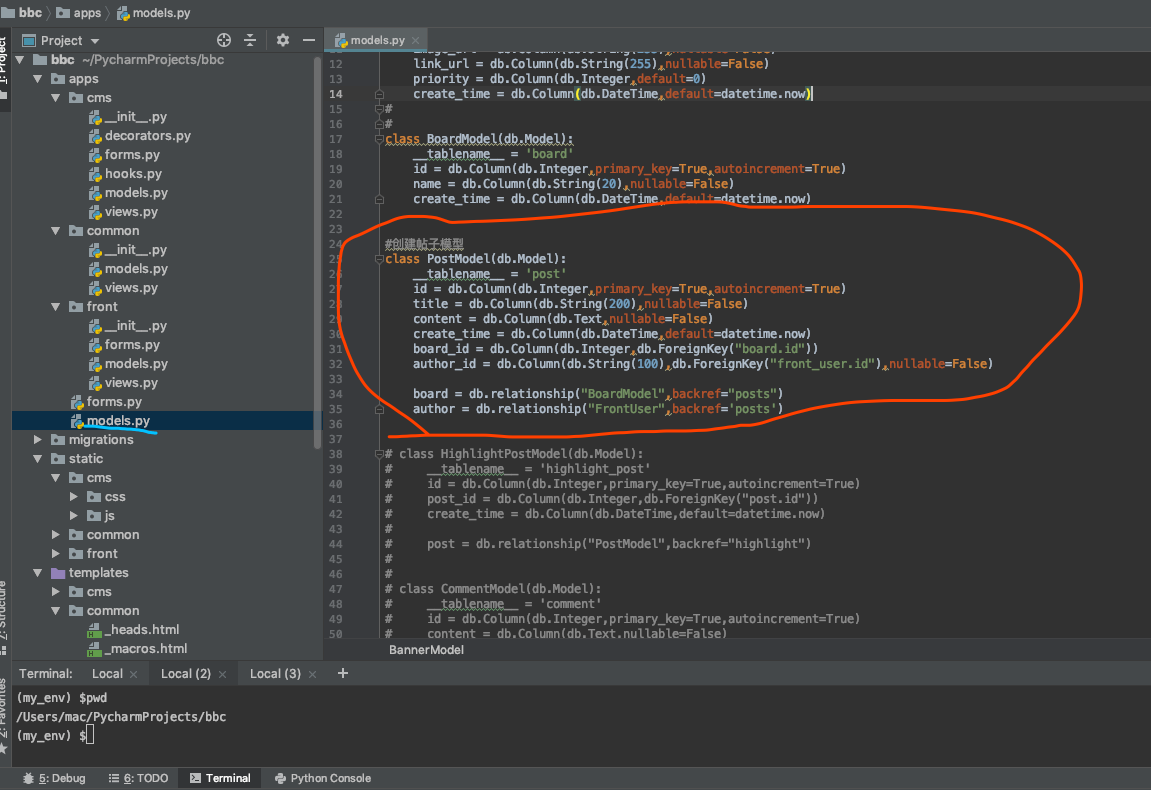 bbc apps models.py
1: Project
Project
models.py
bbc ~/PycharmProjects/bbc
apps
cms
__init__.py
decorators.py
forms.py
hooks.py
models.py
views.py
common
__init__.py
models.py
views.py
front
__init__.py
forms.py
models.py
views.py
forms.py
models.py
migrations
static
cms
css
js
common
front
templates
cms
common
_heads.html
_macros.html
12 link_url = db.Column(db.String(255),nullable=False)
13 priority = db.Column(db.Integer,default=0)
14 create_time = db.Column(db.DateTime,default=datetime.now)
15 #
16 #
17 class BoardModel(db.Model):
18 __tablename__ = 'board'
19 id = db.Column(db.Integer,primary_key=True,autoincrement=True)
20 name = db.Column(db.String(20),nullable=False)
21 create_time = db.Column(db.DateTime,default=datetime.now)
22
23
24 #创建帖子模型
25 class PostModel(db.Model):
26 __tablename__ = 'post'
27 id = db.Column(db.Integer,primary_key=True,autoincrement=True)
28 title = db.Column(db.String(200),nullable=False)
29 content = db.Column(db.Text,nullable=False)
30 create_time = db.Column(db.DateTime,default=datetime.now)
31 board_id = db.Column(db.Integer,db.ForeignKey("board.id"))
32 author_id = db.Column(db.String(100),db.ForeignKey("front_user.id"),nullable=False)
33
34 board = db.relationship("BoardModel",backref="posts")
35 author = db.relationship("FrontUser",backref='posts')
36
37
38 # class HighlightPostModel(db.Model):
39 # __tablename__ = 'highlight_post'
40 # id = db.Column(db.Integer,primary_key=True,autoincrement=True)
41 # post_id = db.Column(db.Integer,db.ForeignKey("post.id"))
42 # create_time = db.Column(db.DateTime,default=datetime.now)
43 #
44 # post = db.relationship("PostModel",backref="highlight")
45 #
46 #
47 # class CommentModel(db.Model):
48 # __tablename__ = 'comment'
49 # id = db.Column(db.Integer,primary_key=True,autoincrement=True)
50 # content = db.Column(db.Text,nullable=False)
BannerModel
Z: Structure
Terminal: Local Local (2) Local (3)
(my_env) $pwd
/Users/mac/PycharmProjects/bbc
(my_env) $
2: Favorites
5: Debug 6: TODO Terminal Python Console